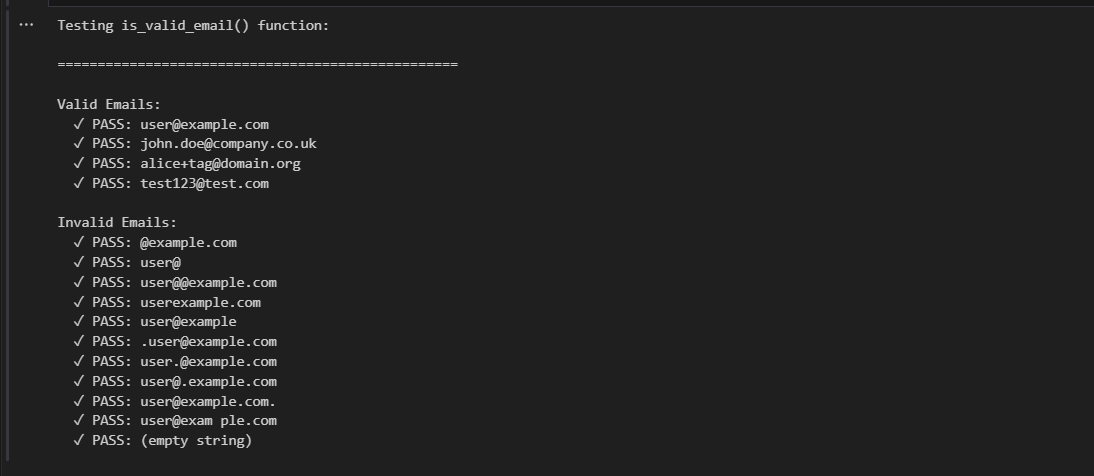 ...
Testing is_valid_email() function:
==================================================
Valid Emails:
✓ PASS: user@example.com
✓ PASS: john.doe@company.co.uk
✓ PASS: alice+tag@domain.org
✓ PASS: test123@test.com
Invalid Emails:
✓ PASS: @example.com
✓ PASS: user@
✓ PASS: user@@example.com
✓ PASS: userexample.com
✓ PASS: user@example
✓ PASS: .user@example.com
✓ PASS: user.@example.com
✓ PASS: user@.example.com
✓ PASS: user@example.com.
✓ PASS: user@exam ple.com
✓ PASS: (empty string)